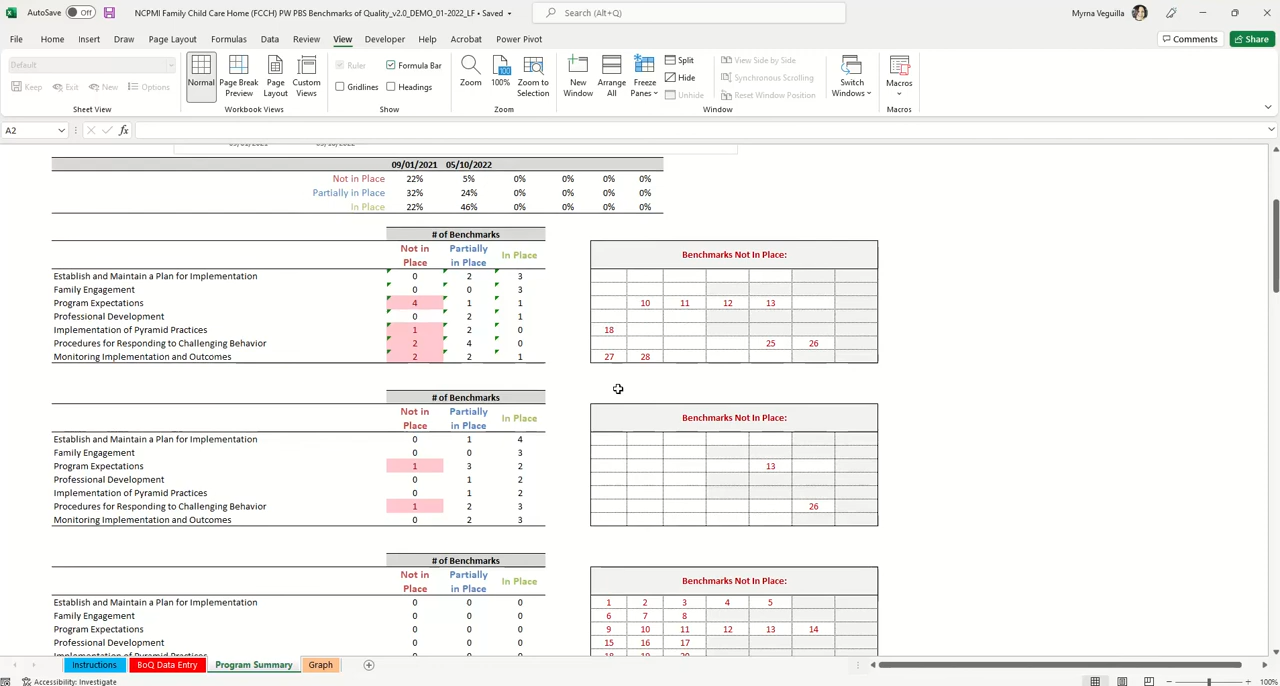 AutoSave Off NCPMI Family Child Care Home (FCCH) PW PBS Benchmarks of Quality_v2.0_DEMO_01-2022_LF • Saved Search (Alt+Q) Myrna Veguilla
File Home Insert Draw Page Layout Formulas Data Review View Developer Help Acrobat Power Pivot Comments Share
Default
Keep Exit New Options
Sheet View
Normal Page Break Preview Page Layout Custom Views
Workbook Views
Ruler Formula Bar
Gridlines Headings
Show
Zoom 100% Zoom to Selection
Zoom
New Window Arrange All Freeze Panes
Split
Hide
Unhide
View Side by Side
Synchronous Scrolling
Reset Window Position
Window
Switch Windows
Macros
Macros
A2 fx
09/01/2021 05/10/2022
Not in Place 22% 5% 0% 0% 0% 0%
Partially in Place 32% 24% 0% 0% 0% 0%
In Place 22% 46% 0% 0% 0% 0%
# of Benchmarks
Not in Place Partially in Place In Place Benchmarks Not In Place:
Establish and Maintain a Plan for Implementation 0 2 3
Family Engagement 0 0 3
Program Expectations 4 1 1 10 11 12 13
Professional Development 0 2 1
Implementation of Pyramid Practices 1 2 0 18
Procedures for Responding to Challenging Behavior 2 4 0 25 26
Monitoring Implementation and Outcomes 2 2 1 27 28
# of Benchmarks
Not in Place Partially in Place In Place Benchmarks Not In Place:
Establish and Maintain a Plan for Implementation 0 1 4
Family Engagement 0 0 3
Program Expectations 1 3 2 13
Professional Development 0 1 2
Implementation of Pyramid Practices 0 1 2
Procedures for Responding to Challenging Behavior 1 2 3 26
Monitoring Implementation and Outcomes 0 2 3
# of Benchmarks
Not in Place Partially in Place In Place Benchmarks Not In Place:
Establish and Maintain a Plan for Implementation 0 0 0 1 2 3 4 5
Family Engagement 0 0 0 6 7 8
Program Expectations 0 0 0 9 10 11 12 13 14
Professional Development 0 0 0 15 16 17
Instructions BoQ Data Entry Program Summary Graph
Accessibility: Investigate 100%